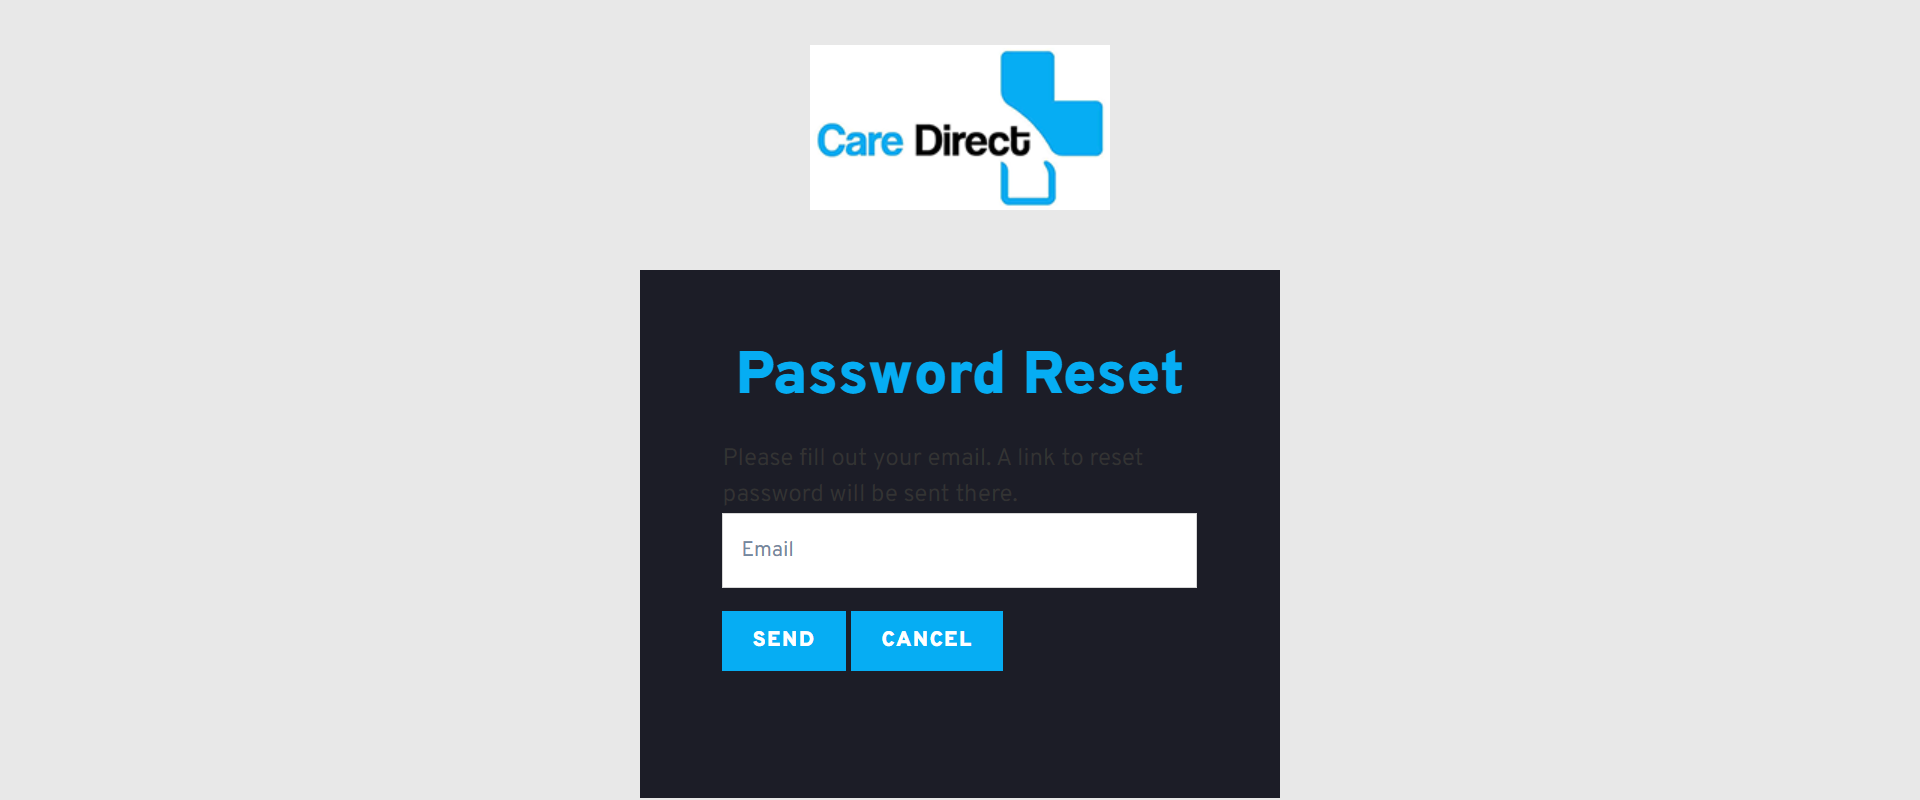 Care Direct
Password Reset
Please fill out your email. A link to reset
password will be sent there.
Email
SEND CANCEL